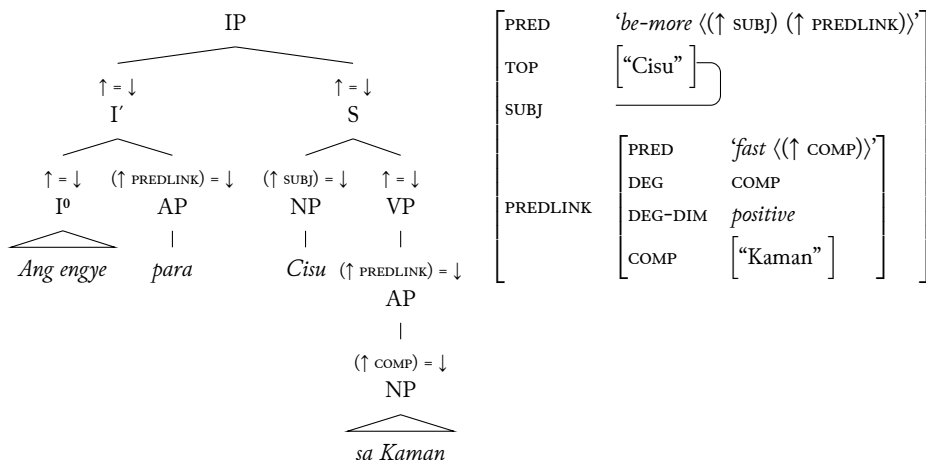 IP
↑ = ↓ ↑ = ↓
I′ S
↑ = ↓ (↑ PREDLINK) = ↓ (↑ SUBJ) = ↓ ↑ = ↓
I⁰ AP NP VP
Ang engye para Cisu (↑ PREDLINK) = ↓
AP
(↑ COMP) = ↓
NP
sa Kaman
PRED ‘be-more ⟨(↑ SUBJ) (↑ PREDLINK)⟩’
TOP ["Cisu"]
SUBJ
PREDLINK
PRED ‘fast ⟨(↑ COMP)⟩’
DEG COMP
DEG-DIM positive
COMP ["Kaman"]